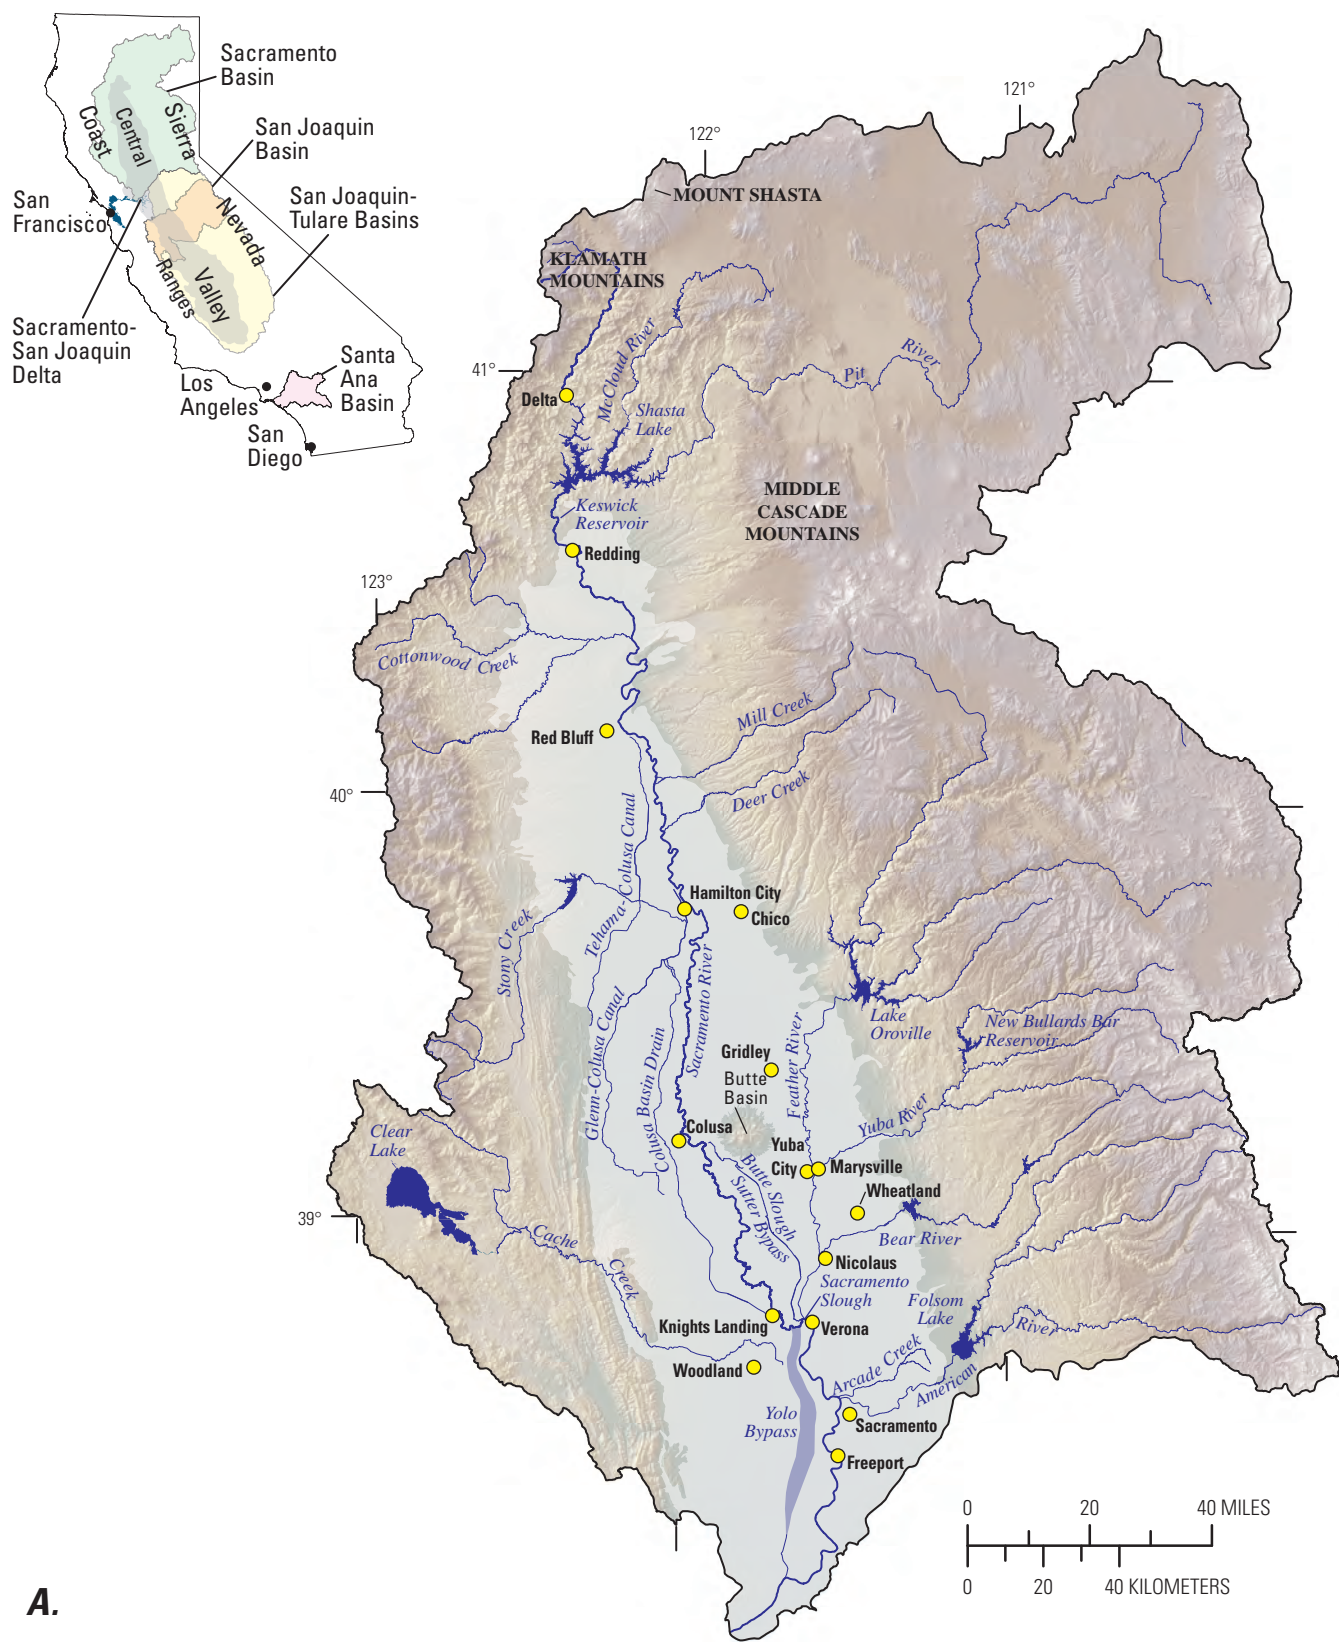 Sacramento
Basin
San Joaquin
Basin
San Joaquin-
Tulare Basins
Coast
Central
Sierra
San
Francisco
Nevada
Ranges
Valley
Sacramento-
San Joaquin
Delta
Los
Angeles
Santa
Ana
Basin
San
Diego
121°
122°
MOUNT SHASTA
KLAMATH
MOUNTAINS
McCloud River
River
Pit
41°
Delta
Shasta
Lake
MIDDLE
CASCADE
MOUNTAINS
Keswick
Reservoir
Redding
123°
Cottonwood Creek
Mill Creek
Red Bluff
Deer Creek
40°
Tehama-Colusa Canal
Hamilton City
Chico
Stony Creek
Sacramento River
Glenn-Colusa Canal
Colusa Basin Drain
Lake
Oroville
New Bullards Bar
Reservoir
Feather River
Gridley
Butte
Basin
Yuba River
Clear
Lake
Colusa
Yuba
City
Marysville
Butte Slough
Sutter Bypass
Wheatland
39°
Cache
Creek
Bear River
Nicolaus
Sacramento
Slough
Folsom
Lake
Knights Landing
Verona
River
Woodland
Arcade Creek
American
Yolo
Bypass
Sacramento
Freeport
0 20 40 MILES
0 20 40 KILOMETERS
A.